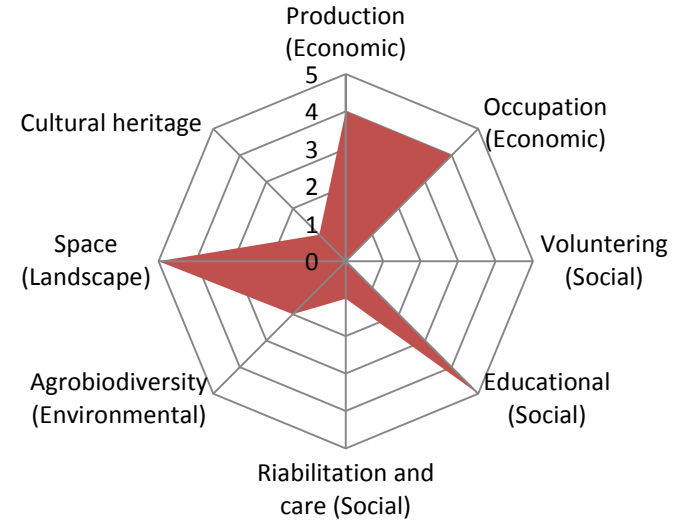 Production
(Economic)
5
4
3
2
1
0
Occupation
(Economic)
Voluntering
(Social)
Educational
(Social)
Riabilitation and
care (Social)
Agrobiodiversity
(Environmental)
Space
(Landscape)
Cultural heritage